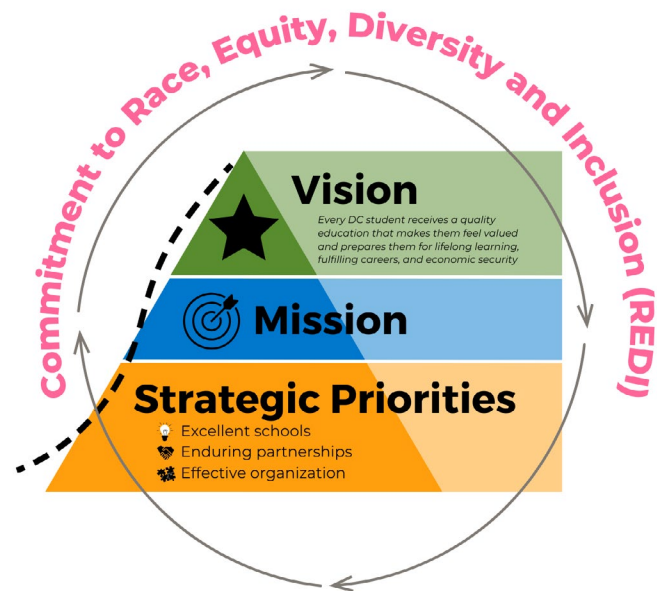 Commitment to Race, Equity, Diversity and Inclusion (REDI)
Vision
Every DC student receives a quality
education that makes them feel valued
and prepares them for lifelong learning,
fulfilling careers, and economic security
Mission
Strategic Priorities
Excellent schools
Enduring partnerships
Effective organization